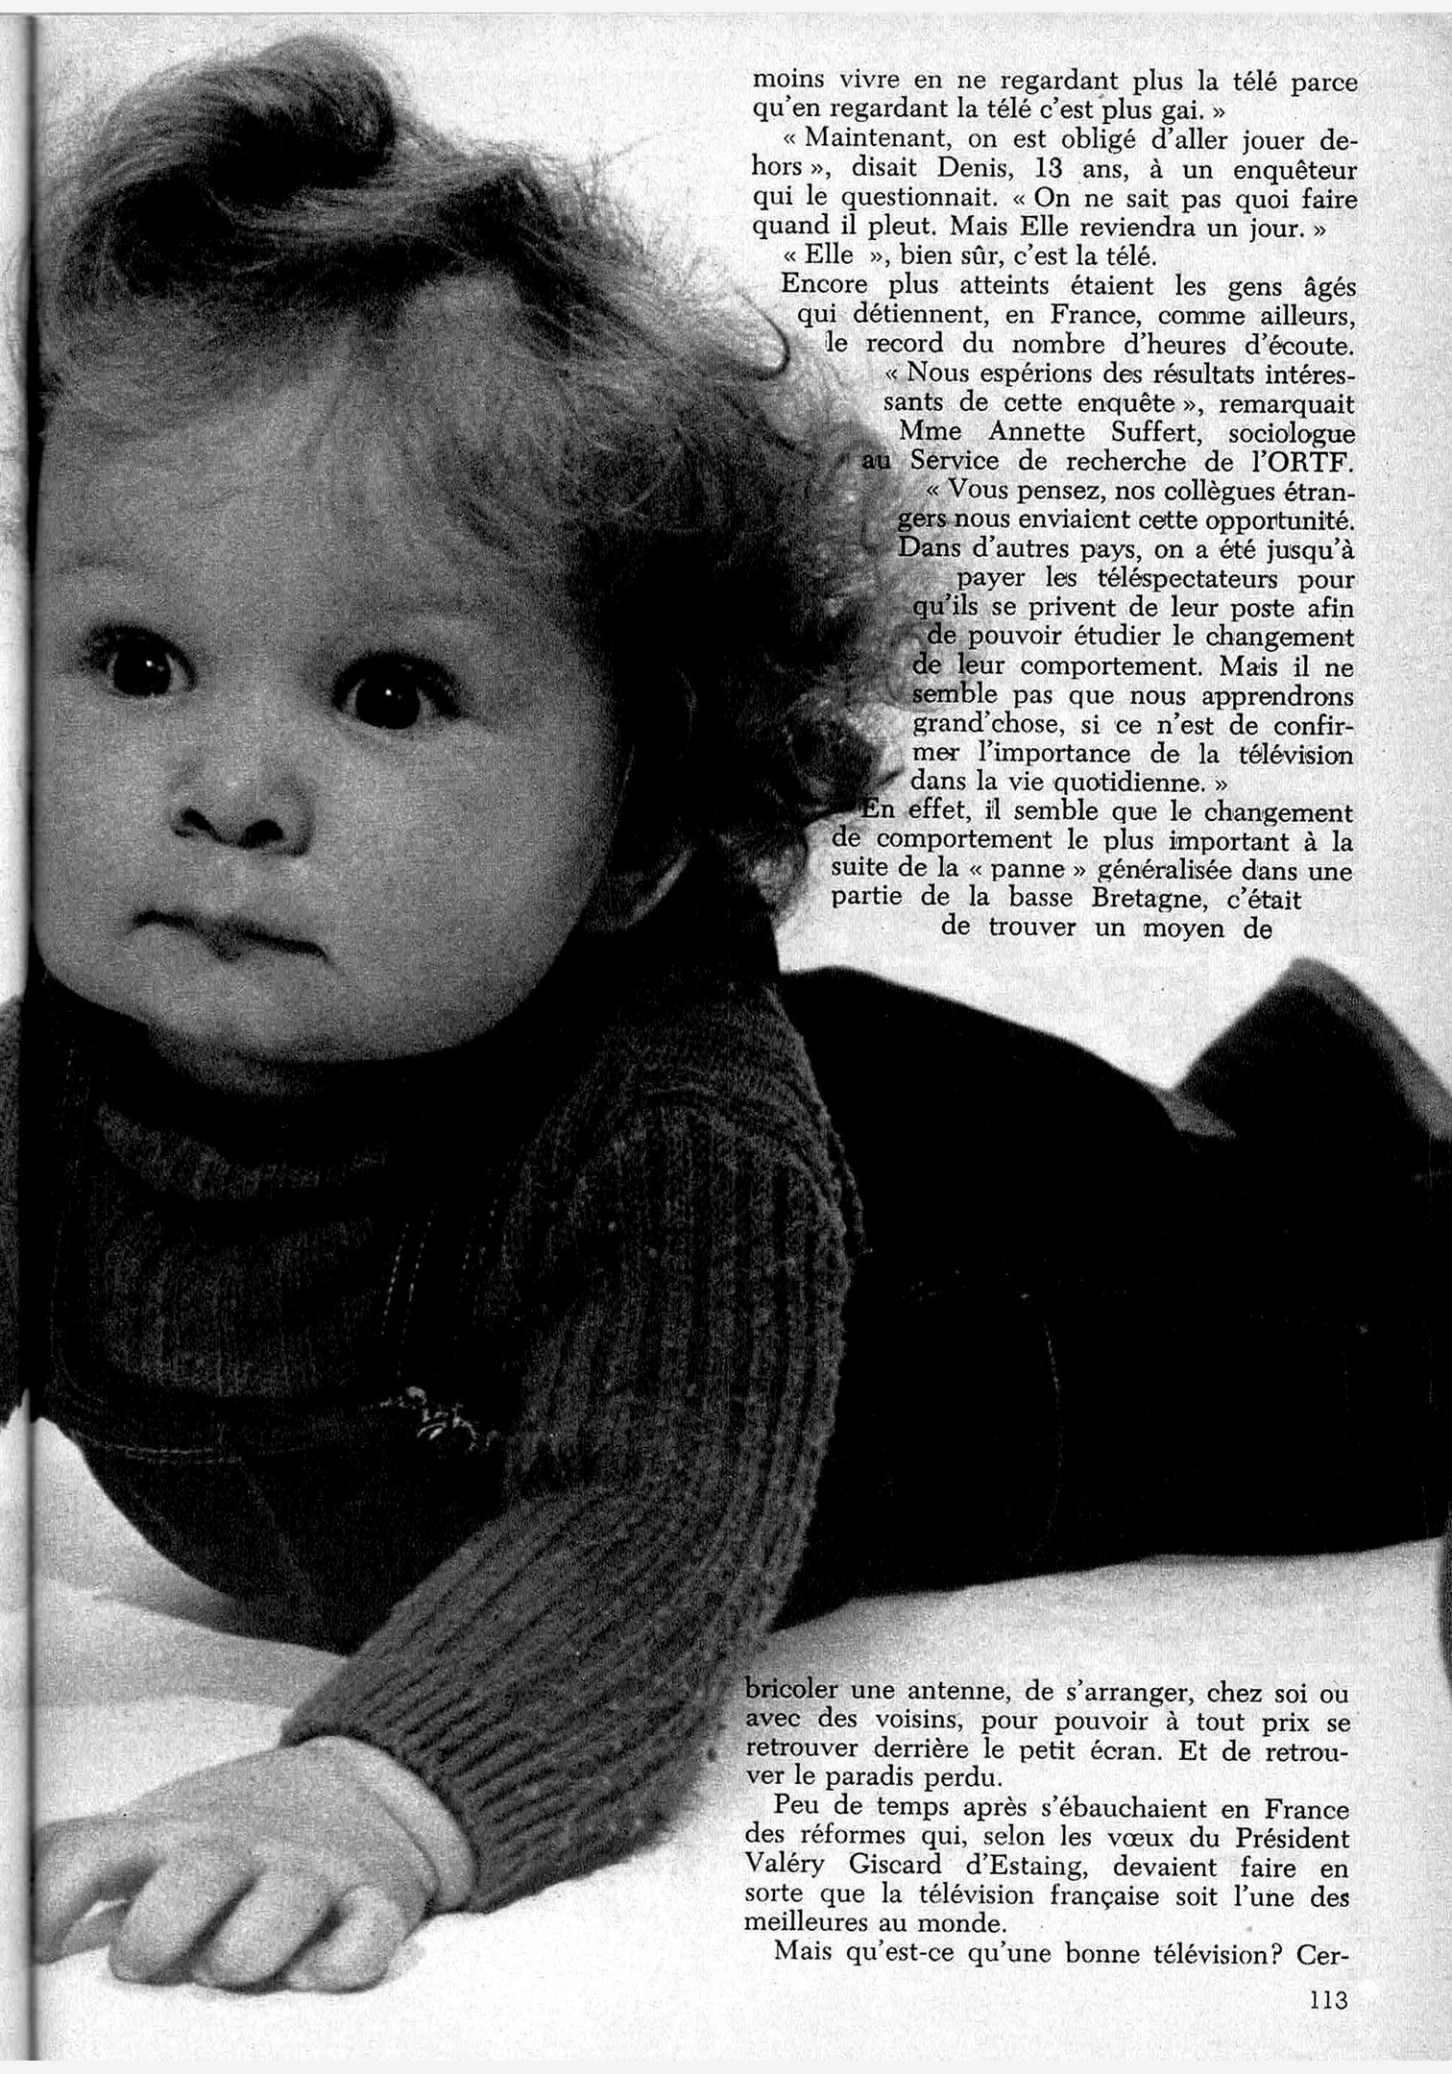 moins vivre en ne regardant plus la télé parce
qu'en regardant la télé c'est plus gai. »
« Maintenant, on est obligé d'aller jouer de-
hors », disait Denis, 13 ans, à un enquêteur
qui le questionnait. « On ne sait pas quoi faire
quand il pleut. Mais Elle reviendra un jour. »
« Elle », bien sûr, c'est la télé.
Encore plus atteints étaient les gens âgés
qui détiennent, en France, comme ailleurs,
le record du nombre d'heures d'écoute.
« Nous espérions des résultats intéres-
sants de cette enquête », remarquait
Mme Annette Suffert, sociologue
au Service de recherche de l'ORTF.
« Vous pensez, nos collègues étran-
gers nous enviaient cette opportunité.
Dans d'autres pays, on a été jusqu'à
payer les téléspectateurs pour
qu'ils se privent de leur poste afin
de pouvoir étudier le changement
de leur comportement. Mais il ne
semble pas que nous apprendrons
grand'chose, si ce n'est de confir-
mer l'importance de la télévision
dans la vie quotidienne. »
En effet, il semble que le changement
de comportement le plus important à la
suite de la « panne » généralisée dans une
partie de la basse Bretagne, c'était
de trouver un moyen de
bricoler une antenne, de s'arranger, chez soi ou
avec des voisins, pour pouvoir à tout prix se
retrouver derrière le petit écran. Et de retrou-
ver le paradis perdu.
Peu de temps après s'ébauchaient en France
des réformes qui, selon les vœux du Président
Valéry Giscard d'Estaing, devaient faire en
sorte que la télévision française soit l'une des
meilleures au monde.
Mais qu'est-ce qu'une bonne télévision? Cer-
113